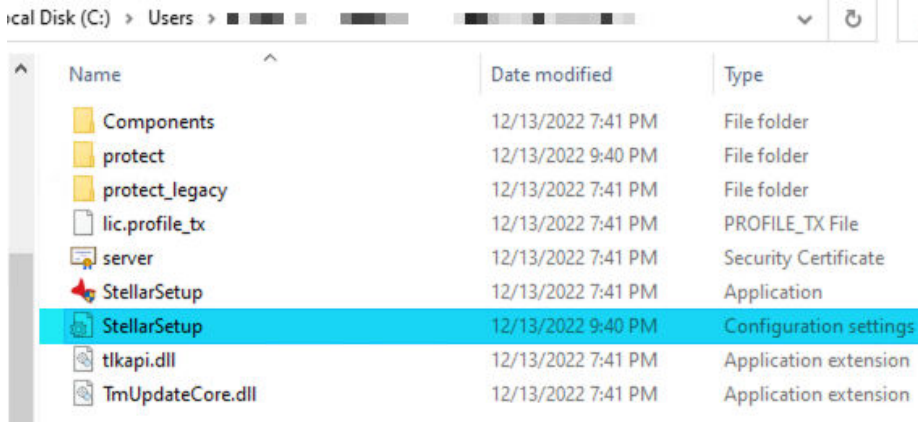 ocal Disk (C:) > Users >
Name Date modified Type
Components 12/13/2022 7:41 PM File folder
protect 12/13/2022 9:40 PM File folder
protect_legacy 12/13/2022 7:41 PM File folder
lic.profile_tx 12/13/2022 7:41 PM PROFILE_TX File
server 12/13/2022 7:41 PM Security Certificate
StellarSetup 12/13/2022 7:41 PM Application
StellarSetup 12/13/2022 9:40 PM Configuration settings
tlkapi.dll 12/13/2022 7:41 PM Application extension
TmUpdateCore.dll 12/13/2022 7:41 PM Application extension